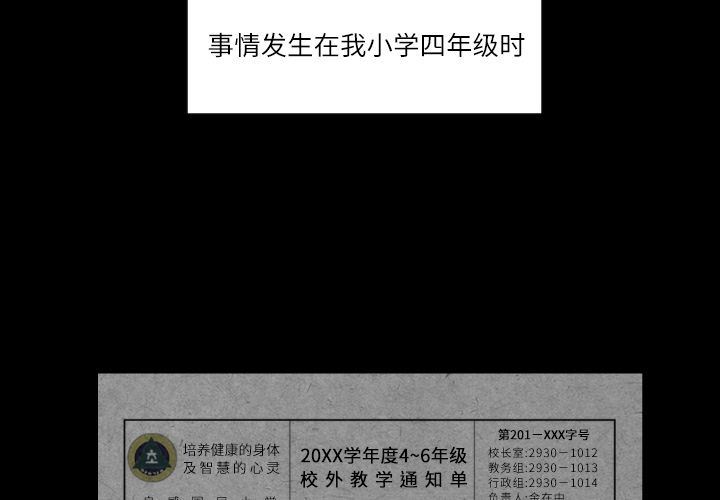 事情发生在我小学四年级时
第201－XXX字号
培养健康的身体
及智慧的心灵
20XX学年度4~6年级
校外教学通知单
校长室:2930－1012
教务组:2930－1013
行政组:2930－1014